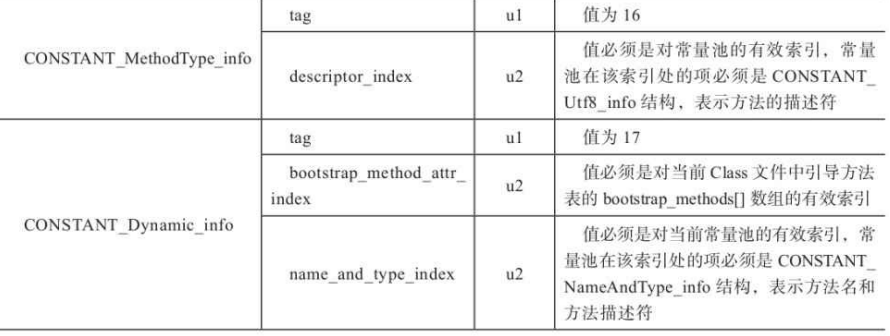 tag u1 值为 16
CONSTANT_MethodType_info
值必须是对常量池的有效索引，常量
descriptor_index u2 池在该索引处的项必须是 CONSTANT_
Utf8_info 结构，表示方法的描述符
tag u1 值为 17
bootstrap_method_attr_ 值必须是对当前 Class 文件中引导方法
index u2 表的 bootstrap_methods[] 数组的有效索引
CONSTANT_Dynamic_info
值必须是对当前常量池的有效索引，常
name_and_type_index u2 量池在该索引处的项必须是 CONSTANT_
NameAndType_info 结构，表示方法名和
方法描述符